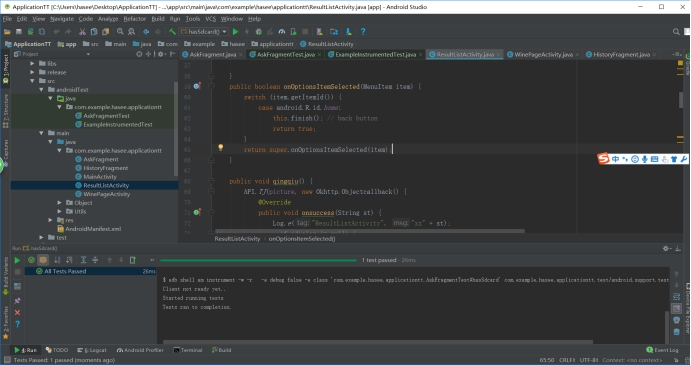 ApplicationTT [C:\Users\hasee\Desktop\ApplicationTT] - ...\app\src\main\java\com\example\hasee\applicationtt\ResultListActivity.java [app] - Android Studio
File Edit View Navigate Code Analyze Refactor Build Run Tools VCS Window Help
hasSdcard()
ApplicationTT app src main java com example hasee applicationtt ResultListActivity
Project
AskFragment.java AskFragmentTest.java ExampleInstrumentedTest.java ResultListActivity.java WinePageActivity.java HistoryFragment.java
libs
release
src
androidTest
java
com.example.hasee.applicationtt
AskFragmentTest
ExampleInstrumentedTest
main
java
com.example.hasee.applicationtt
AskFragment
HistoryFragment
MainActivity
ResultListActivity
WinePageActivity
Object
Utils
res
AndroidManifest.xml
test
}
public boolean onOptionsItemSelected(MenuItem item) {
switch (item.getItemId()) {
case android.R.id.home:
this.finish(); // back button
return true;
}
return super.onOptionsItemSelected(item);
}
public void qingqiu() {
API.TJ(picture, new Okhttp.Objectcallback() {
@Override
public void onsuccess(String st) {
Log.e( tag: "ResultListActivity", msg: "xx" + st);
ResultListActivity onOptionsItemSelected()
Run hasSdcard()
1 test passed - 26ms
All Tests Passed 26ms
$ adb shell am instrument -w -r -e debug false -e class 'com.example.hasee.applicationtt.AskFragmentTest#hasSdcard' com.example.hasee.applicationtt.test/android.support.test
Client not ready yet..
Started running tests
Tests ran to completion.
4: Run TODO 6: Logcat Android Profiler Terminal Build Event Log
Tests Passed: 1 passed (moments ago) 65:50 CRLF UTF-8 Context: <no context>